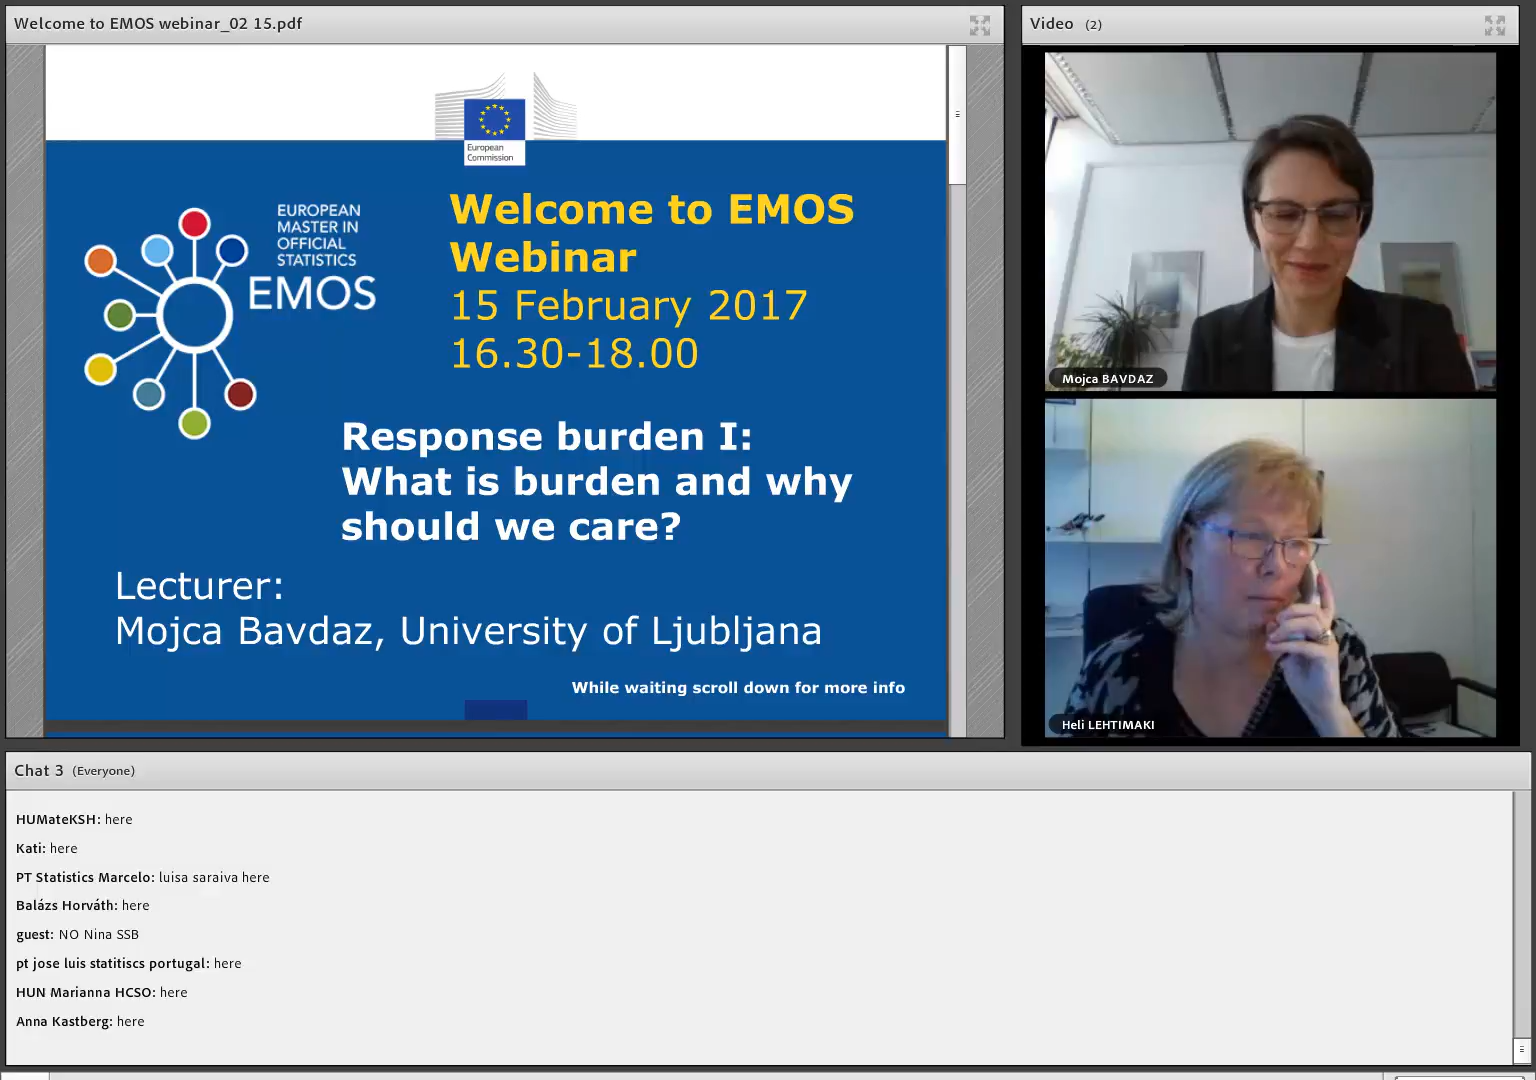 Welcome to EMOS webinar_02 15.pdf
European
Commission
EUROPEAN
MASTER IN
OFFICIAL
STATISTICS
EMOS
Welcome to EMOS
Webinar
15 February 2017
16.30-18.00
Response burden I:
What is burden and why
should we care?
Lecturer:
Mojca Bavdaz, University of Ljubljana
While waiting scroll down for more info
Video (2)
Mojca BAVDAZ
Heli LEHTIMAKI
Chat 3 (Everyone)
HUMateKSH: here
Kati: here
PT Statistics Marcelo: luisa saraiva here
Balázs Horváth: here
guest: NO Nina SSB
pt jose luis statitiscs portugal: here
HUN Marianna HCSO: here
Anna Kastberg: here